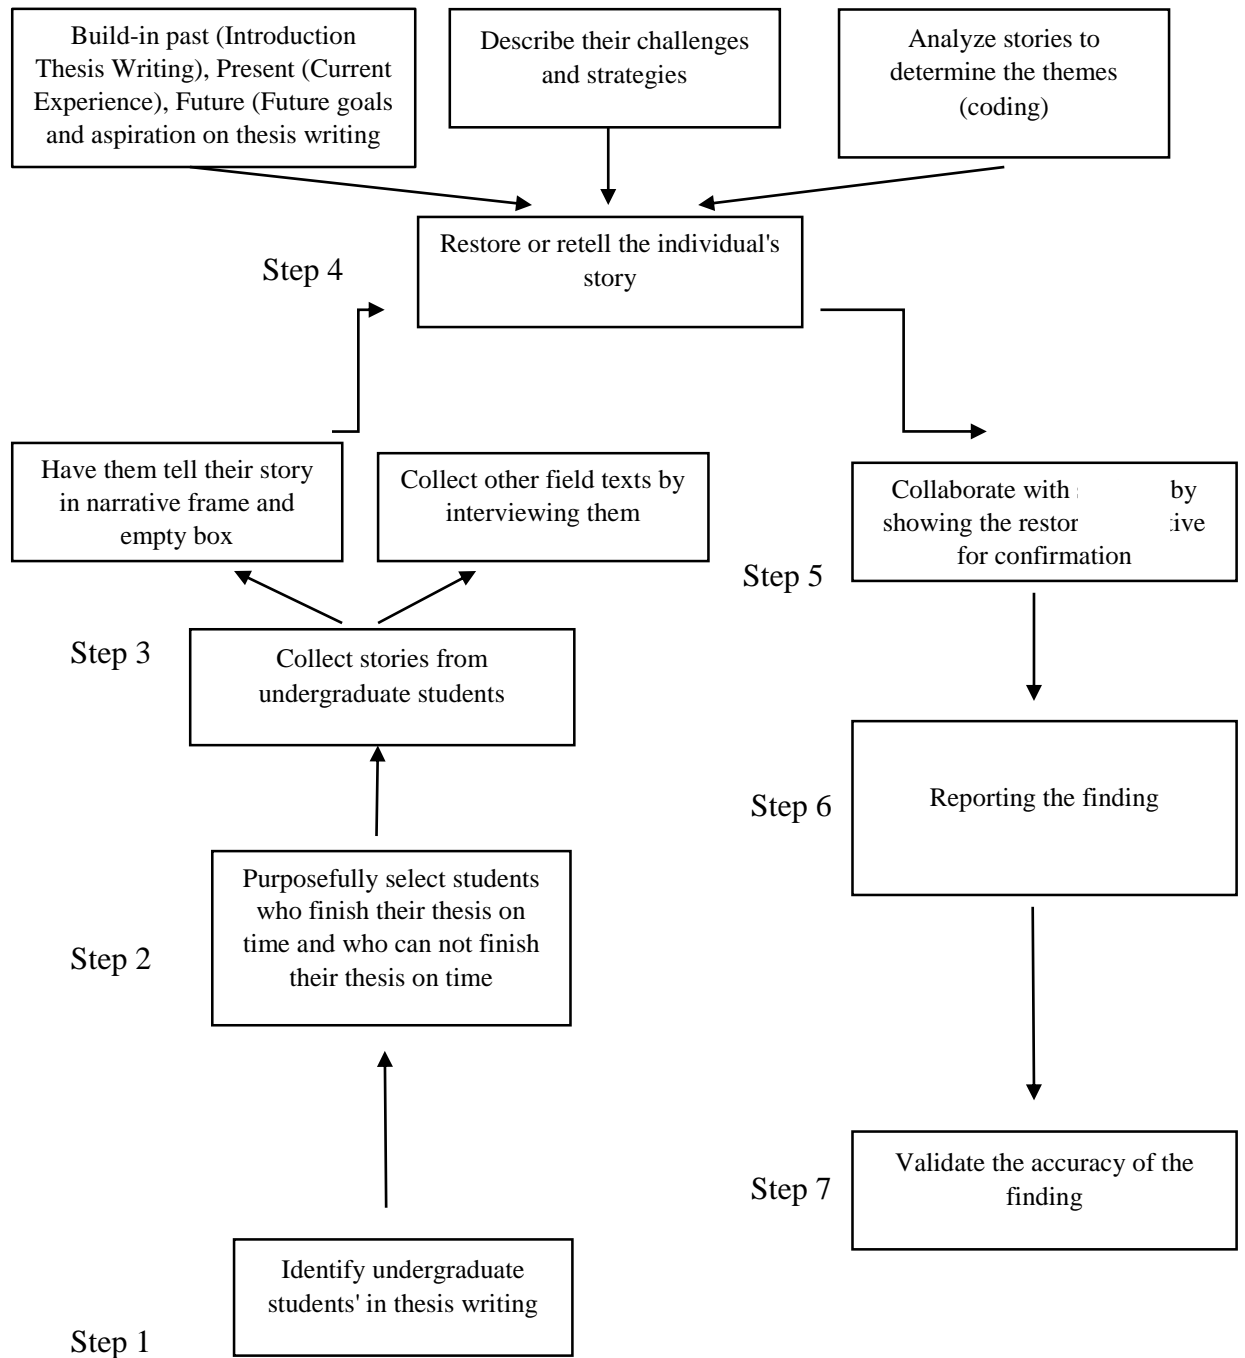 Build-in past (Introduction
Thesis Writing), Present (Current
Experience), Future (Future goals
and aspiration on thesis writing
Describe their challenges
and strategies
Analyze stories to
determine the themes
(coding)
Step 4
Restore or retell the individual's
story
Have them tell their story
in narrative frame and
empty box
Collect other field texts by
interviewing them
Step 5
Collaborate with by
showing the
for confirmation
Step 3
Collect stories from
undergraduate students
Step 6
Reporting the finding
Step 2
Purposefully select students
who finish their thesis on
time and who can not finish
their thesis on time
Step 7
Validate the accuracy of the
finding
Step 1
Identify undergraduate
students' in thesis writing